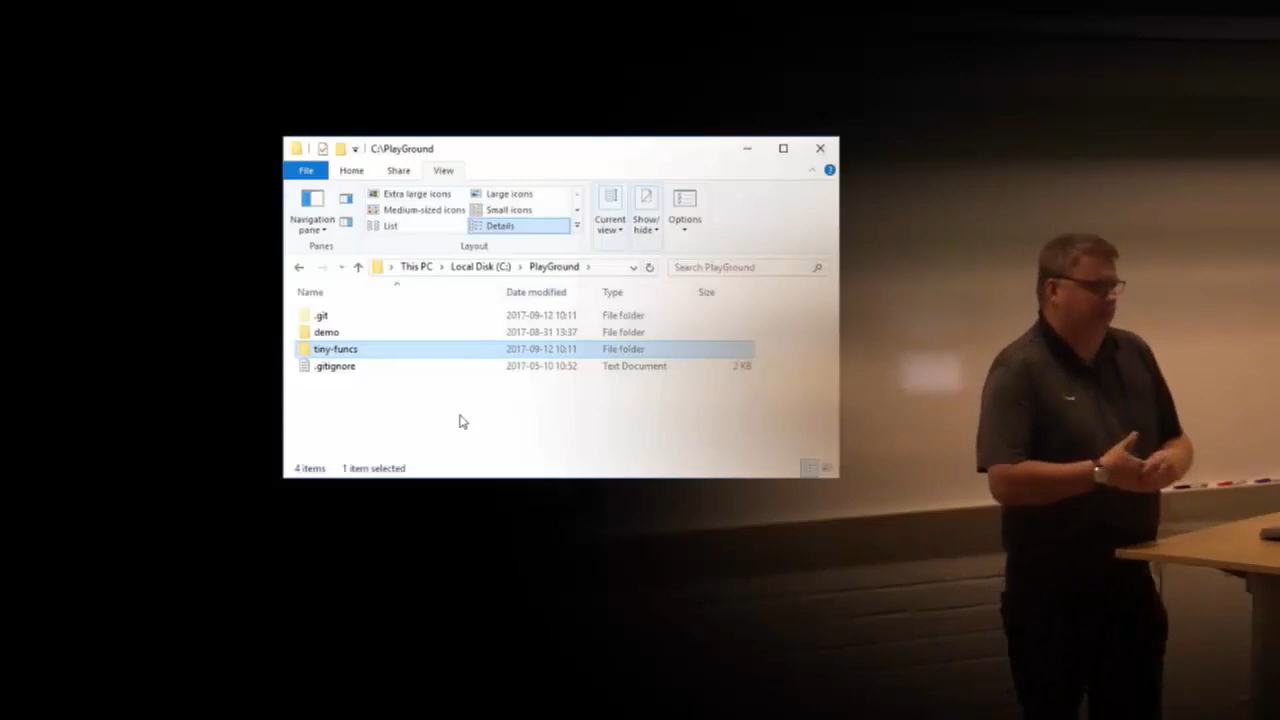 C:\PlayGround
File Home Share View
Extra large icons Large icons
Medium-sized icons Small icons
List Details
Navigation pane
Current view
Show/hide
Options
Panes Layout
This PC Local Disk (C:) PlayGround
Search PlayGround
Name Date modified Type Size
.git 2017-09-12 10:11 File folder
demo 2017-08-31 13:37 File folder
tiny-funcs 2017-09-12 10:11 File folder
.gitignore 2017-05-10 10:52 Text Document 2 KB
4 items 1 item selected